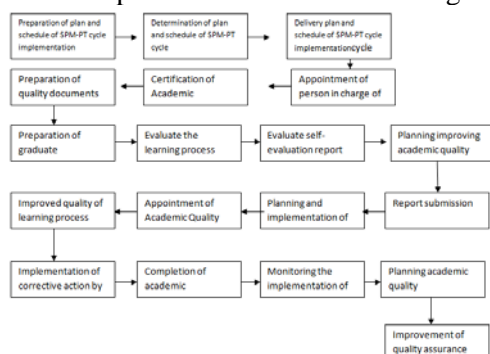 Preparation of plan and
schedule of SPM-PT cycle
implementation
Determination of plan
and schedule of SPM-PT
cycle
Delivery plan and
schedule of SPM-PT
implementationcycle
Preparation of
quality documents
Certification of
Academic
Appointment of
person in charge of
Preparation of
graduate
Evaluate the
learning process
Evaluate self-
evaluation report
Planning improving
academic quality
Improved quality of
learning process
Appointment of
Academic Quality
Planning and
implementation of
Report submission
Implementation of
corrective action by
Completion of
academic
Monitoring the
implementation of
Planning academic
quality
Improvement of
quality assurance